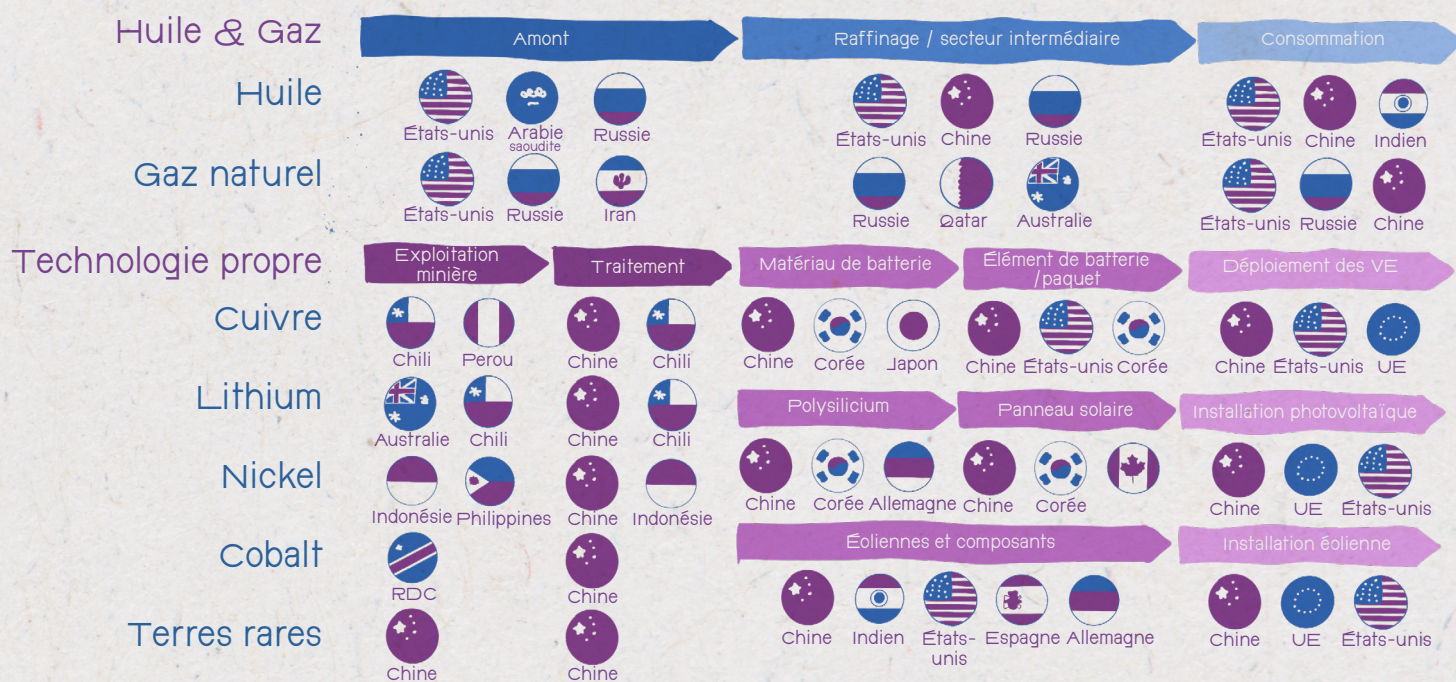 Huile & Gaz
Amont
Raffinage / secteur intermédiaire
Consommation
Huile
États-unis
Arabie
saoudite
Russie
États-unis
Chine
Russie
États-unis
Chine
Indien
Gaz naturel
États-unis
Russie
Iran
Russie
Qatar
Australie
États-unis
Russie
Chine
Technologie propre
Exploitation
minière
Traitement
Matériau de batterie
Élément de batterie
/paquet
Déploiement des VE
Cuivre
Chili
Perou
Chine
Chili
Chine
Corée
Japon
Chine
États-unis
Corée
Chine
États-unis
UE
Lithium
Australie
Chili
Chine
Chili
Polysilicium
Panneau solaire
Installation photovoltaïque
Nickel
Indonésie
Philippines
Chine
Indonésie
Chine
Corée
Allemagne
Chine
Corée
Chine
UE
États-unis
Éoliennes et composants
Installation éolienne
Cobalt
RDC
Chine
Chine
Indien
États-
unis
Espagne
Allemagne
Chine
UE
États-unis
Terres rares
Chine
Chine